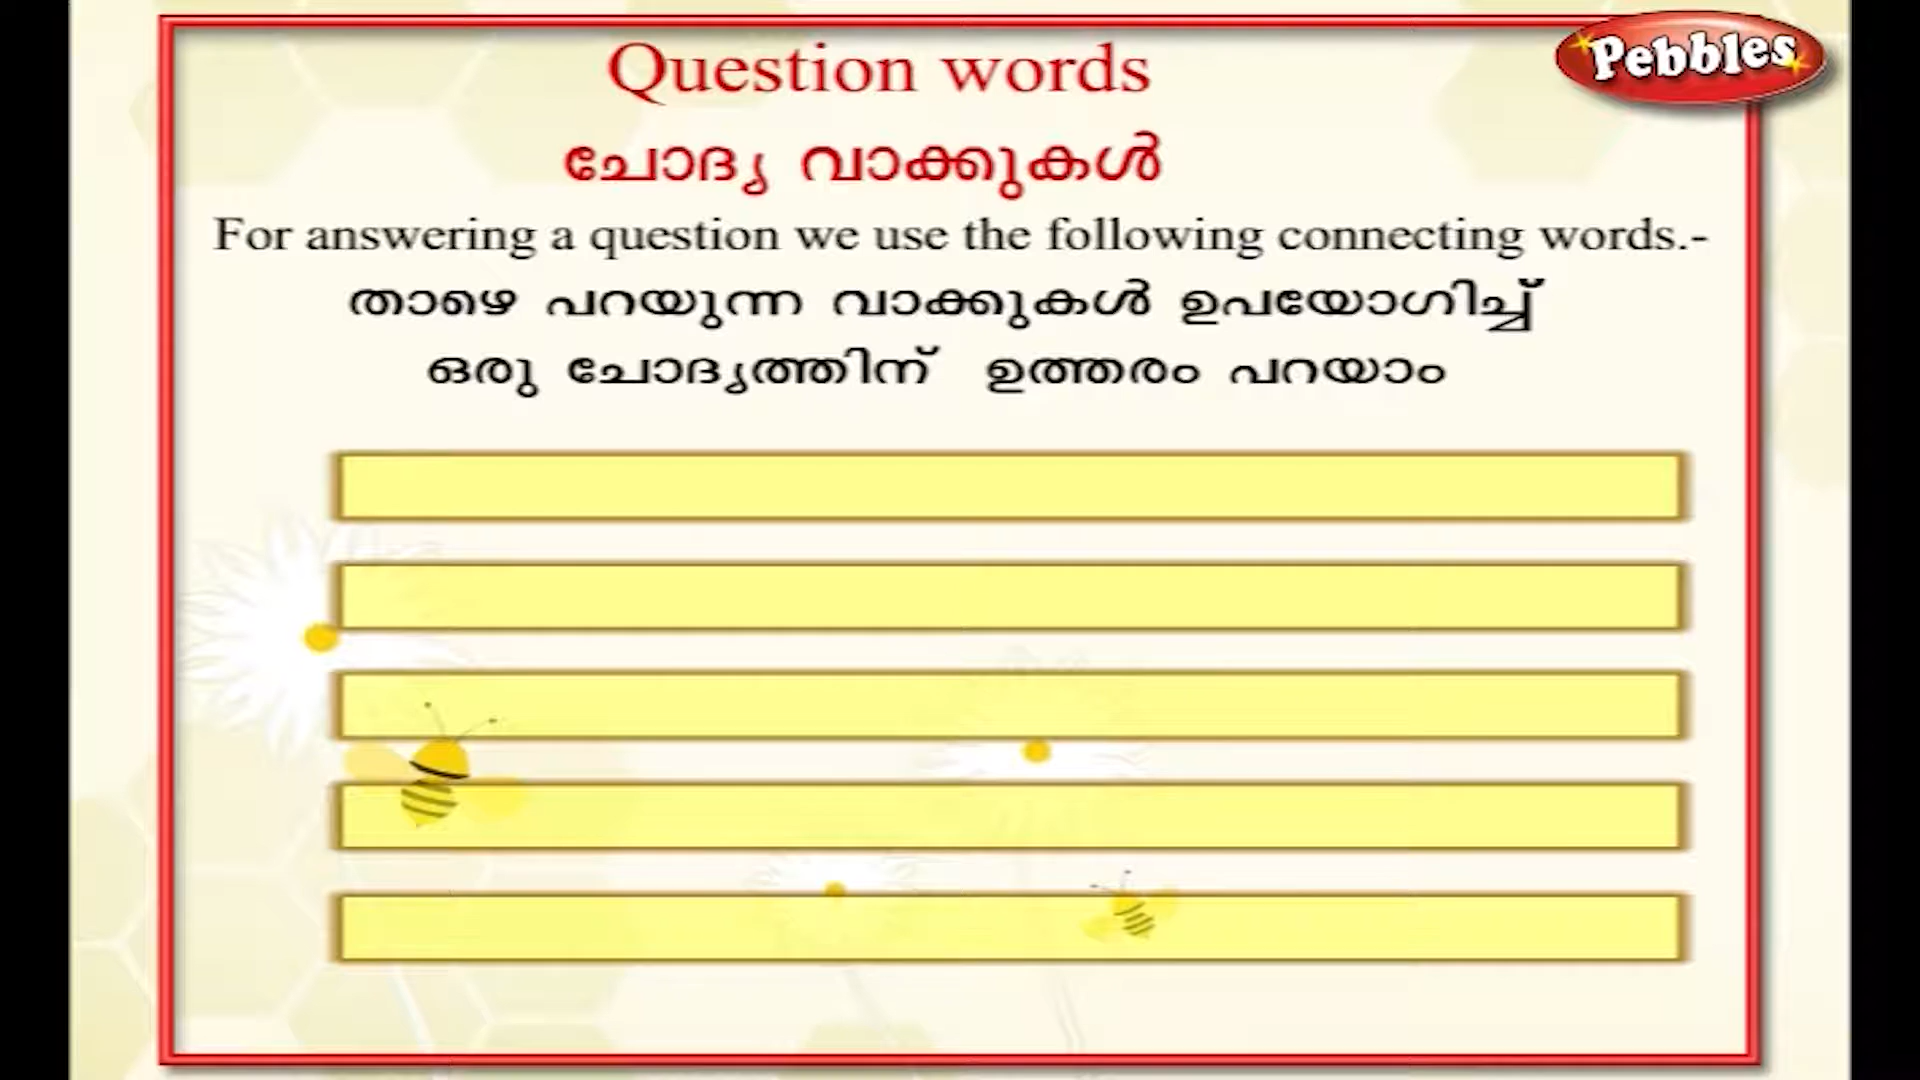 Pebbles
Question words
ചോദ്യ വാക്കുകൾ
For answering a question we use the following connecting words.-
താഴെ പറയുന്ന വാക്കുകൾ ഉപയോഗിച്ച്
ഒരു ചോദ്യത്തിന് ഉത്തരം പറയാം